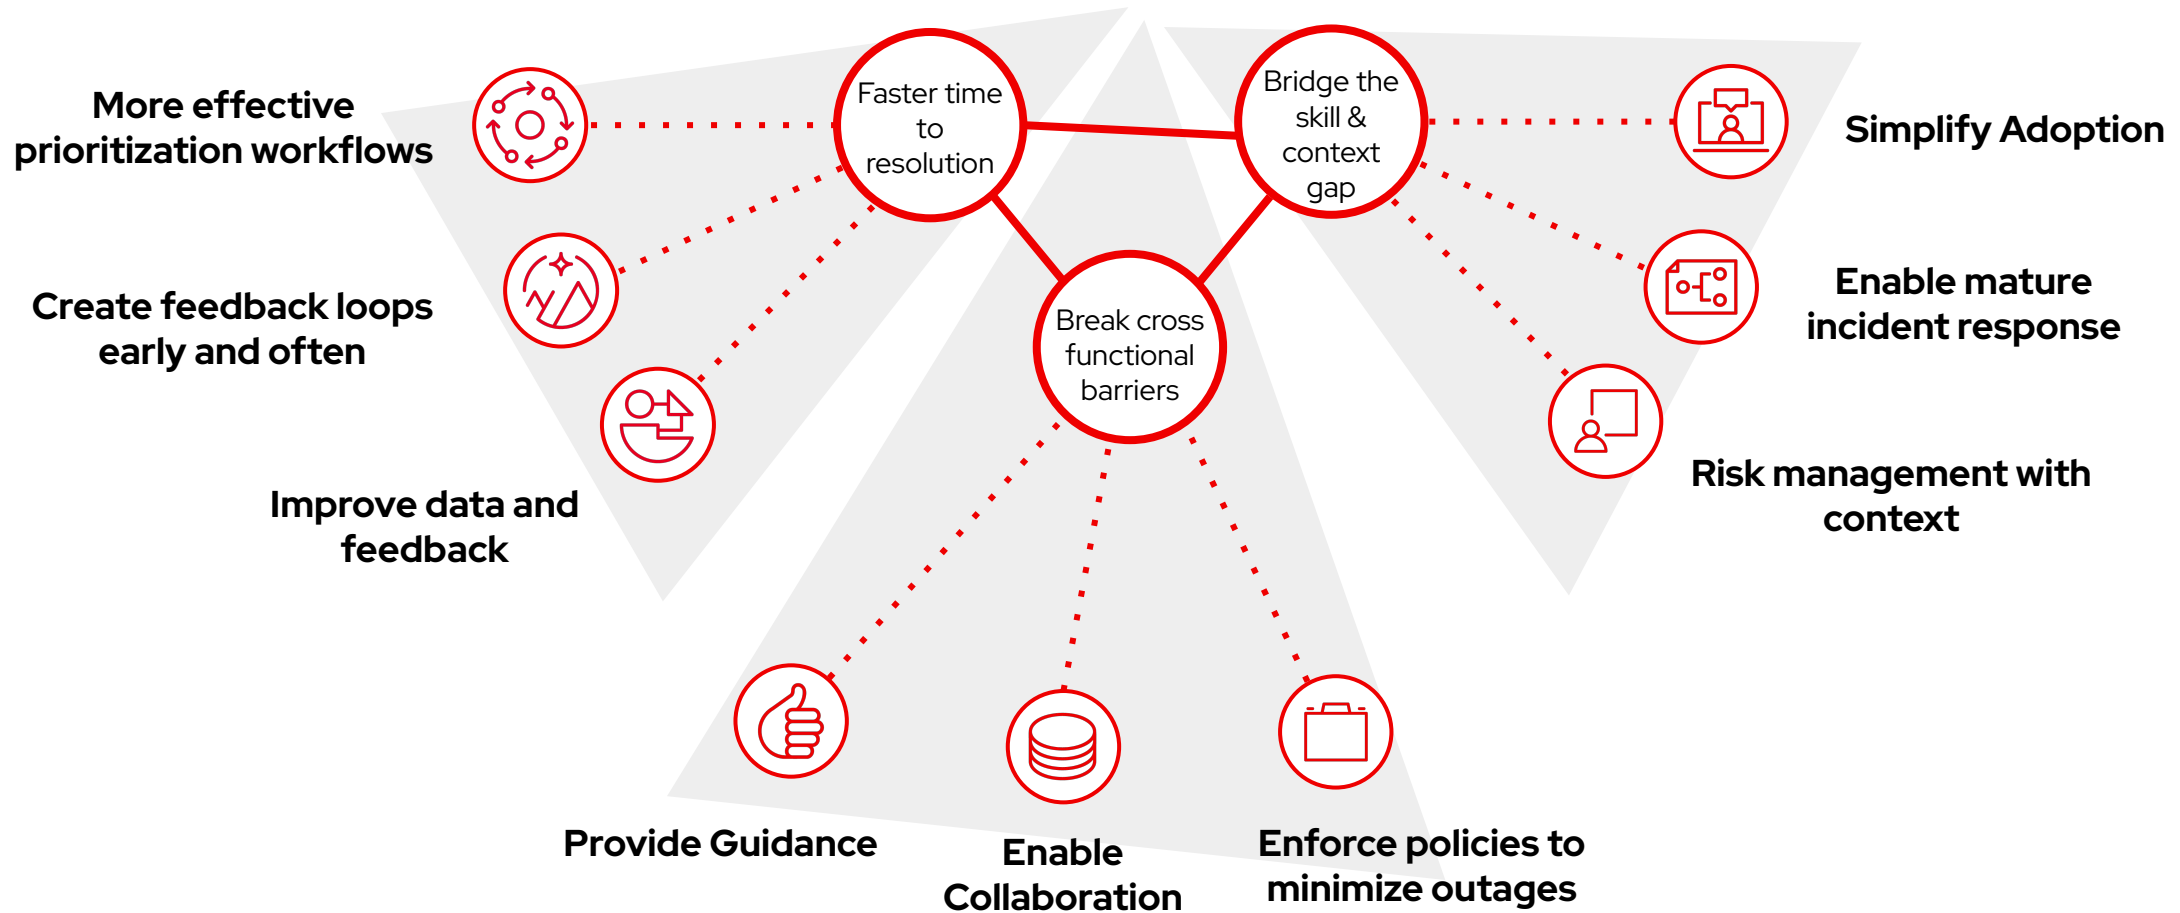 More effective
prioritization workflows
Create feedback loops
early and often
Improve data and
feedback
Faster time
to
resolution
Bridge the
skill &
context
gap
Break cross
functional
barriers
Simplify Adoption
Enable mature
incident response
Risk management with
context
Provide Guidance
Enable
Collaboration
Enforce policies to
minimize outages